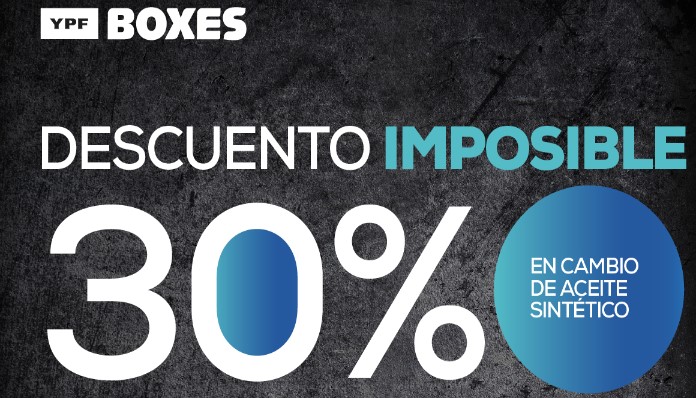 YPF BOXES
DESCUENTO IMPOSIBLE
30%
EN CAMBIO
DE ACEITE
SINTÉTICO